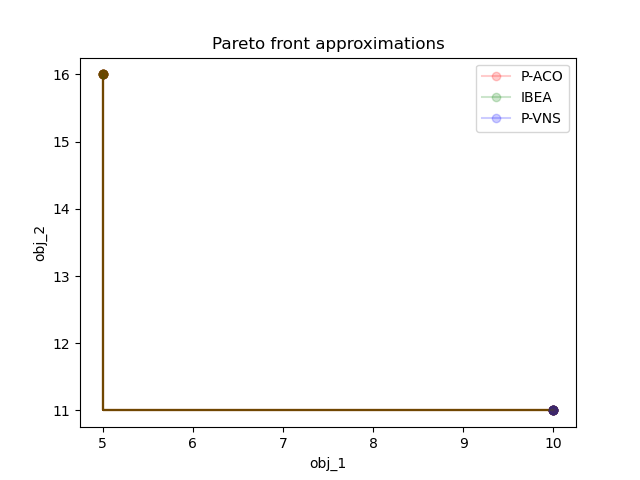 Pareto front approximations
P-ACO
IBEA
P-VNS
16
15
14
13
12
11
obj_2
5 6 7 8 9 10
obj_1